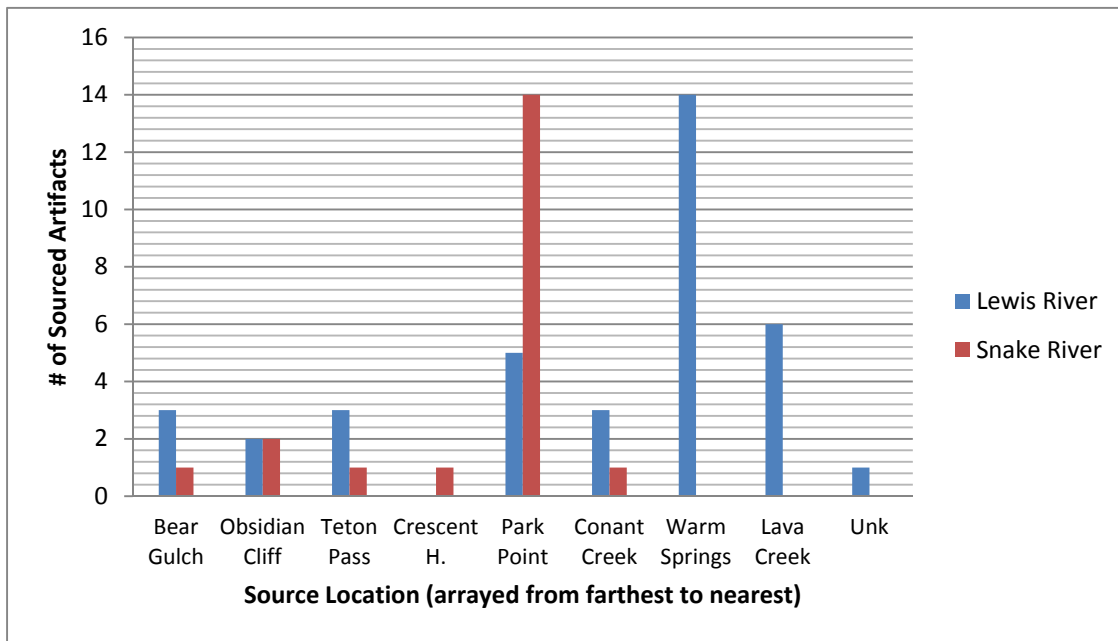 # of Sourced Artifacts
16
14
12
10
8
6
4
2
0
Bear Gulch
Obsidian Cliff
Teton Pass
Crescent H.
Park Point
Conant Creek
Warm Springs
Lava Creek
Unk
Source Location (arrayed from farthest to nearest)
Lewis River
Snake River